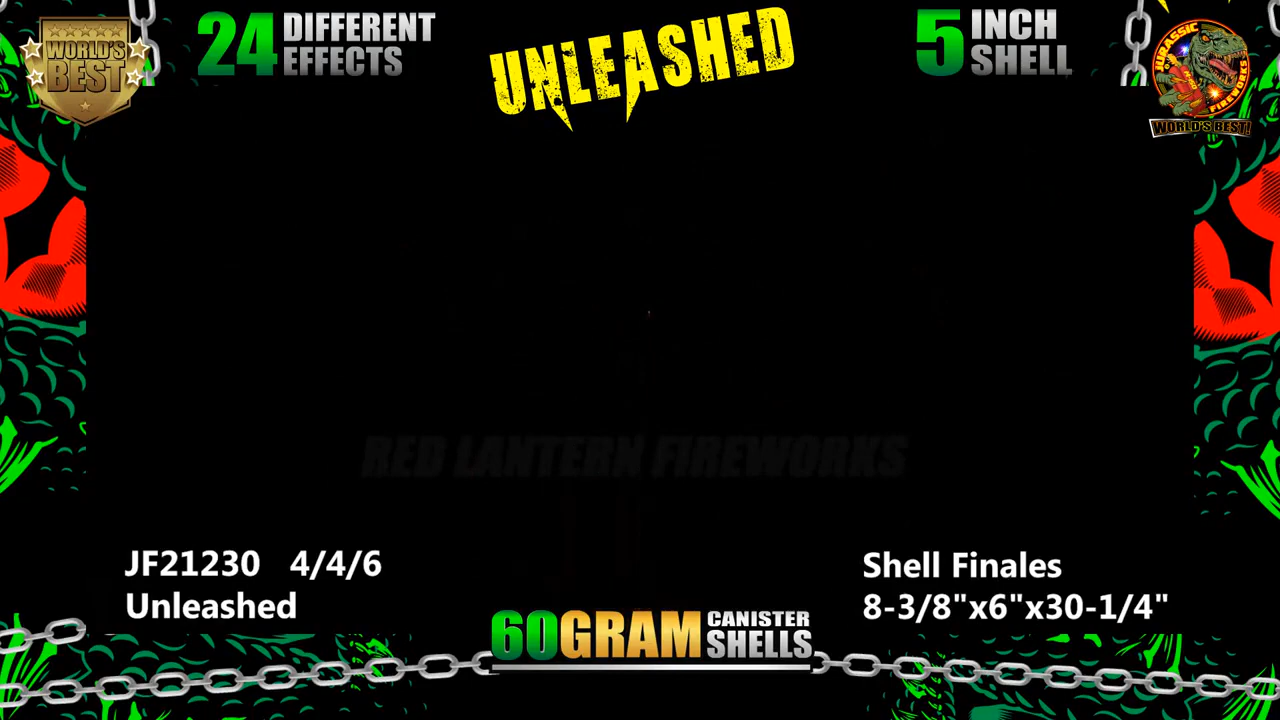 24 DIFFERENT
EFFECTS
UNLEASHED
5 INCH
SHELL
WORLD'S
BEST
JURASSIC
FIREWORKS
WORLD'S BEST!
RED LANTERN FIREWORKS
JF21230 4/4/6
Unleashed
Shell Finales
8-3/8"x6"x30-1/4"
60GRAM CANISTER
SHELLS